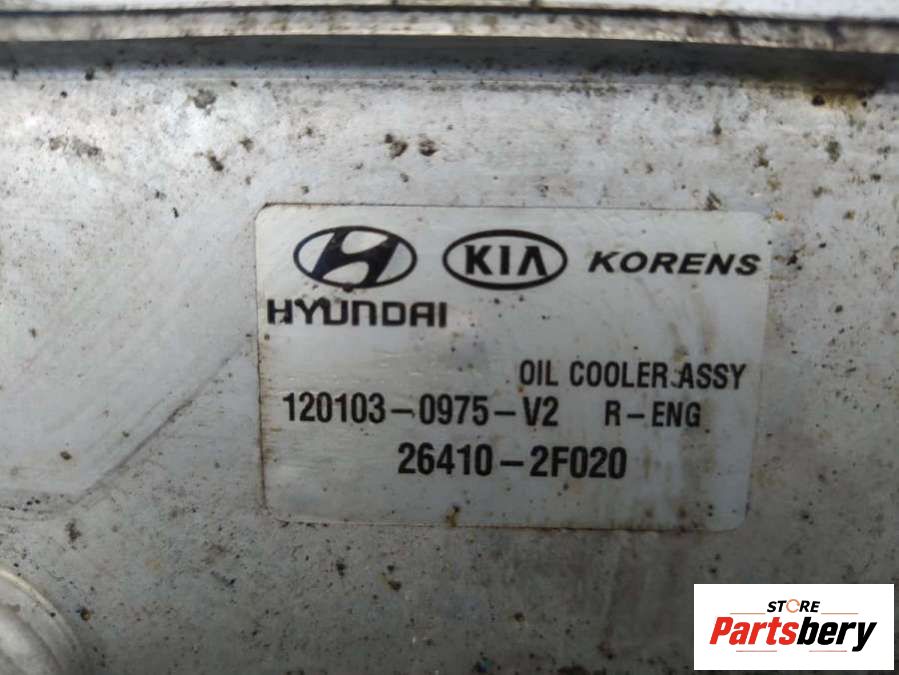 KIA KORENS
HYUNDAI
OIL COOLER ASSY
120103-0975-V2 R-ENG
26410-2F020
STORE
Partsbery